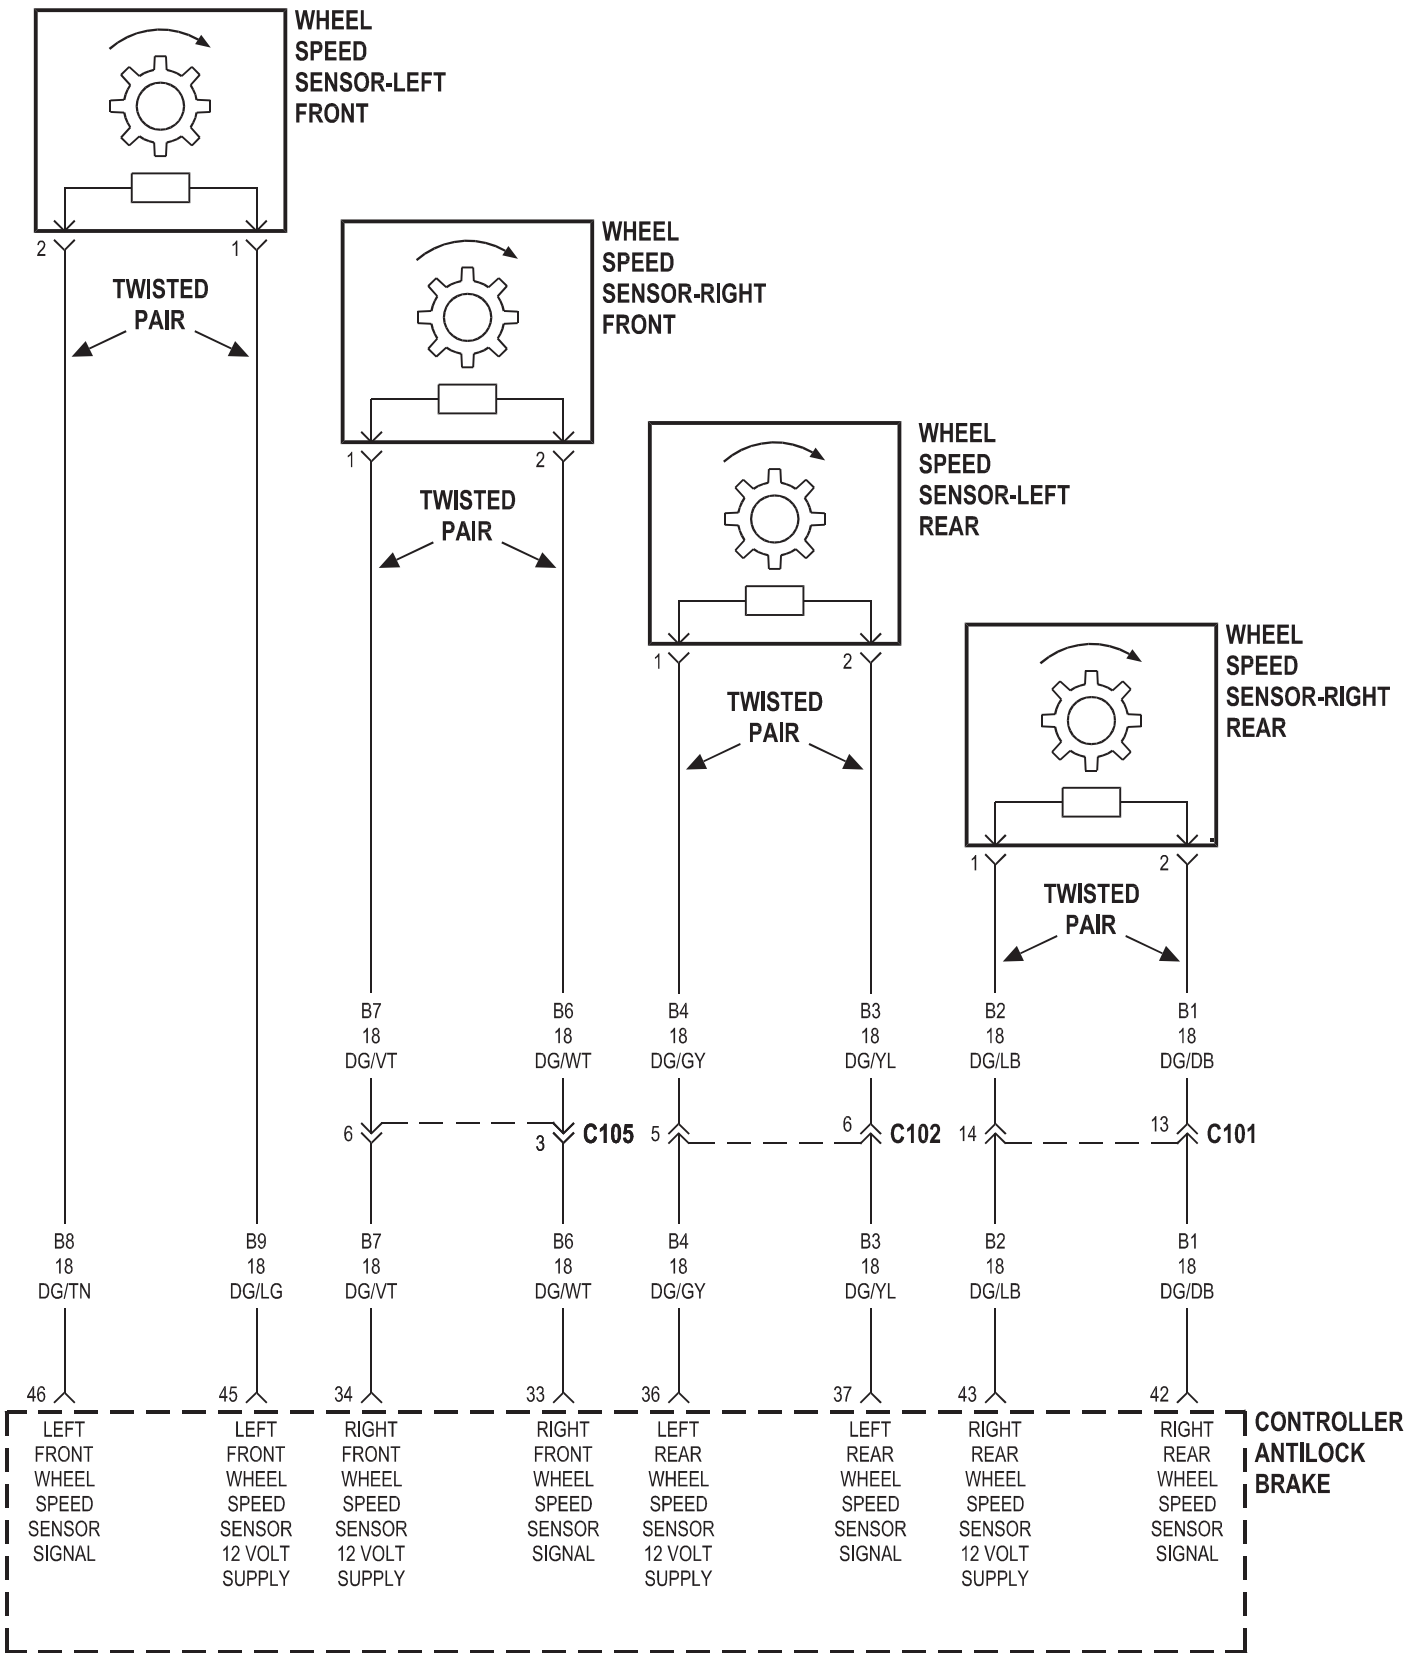 WHEEL
SPEED
SENSOR-LEFT
FRONT
2
1
TWISTED
PAIR
WHEEL
SPEED
SENSOR-RIGHT
FRONT
1
2
TWISTED
PAIR
WHEEL
SPEED
SENSOR-LEFT
REAR
1
2
TWISTED
PAIR
WHEEL
SPEED
SENSOR-RIGHT
REAR
1
2
TWISTED
PAIR
B7
18
DG/VT
B6
18
DG/WT
B4
18
DG/GY
B3
18
DG/YL
B2
18
DG/LB
B1
18
DG/DB
6
3
C105
5
6
C102
14
13
C101
B8
18
DG/TN
B9
18
DG/LG
B7
18
DG/VT
B6
18
DG/WT
B4
18
DG/GY
B3
18
DG/YL
B2
18
DG/LB
B1
18
DG/DB
46
45
34
33
36
37
43
42
LEFT
FRONT
WHEEL
SPEED
SENSOR
SIGNAL
LEFT
FRONT
WHEEL
SPEED
SENSOR
12 VOLT
SUPPLY
RIGHT
FRONT
WHEEL
SPEED
SENSOR
12 VOLT
SUPPLY
RIGHT
FRONT
WHEEL
SPEED
SENSOR
SIGNAL
LEFT
REAR
WHEEL
SPEED
SENSOR
12 VOLT
SUPPLY
LEFT
REAR
WHEEL
SPEED
SENSOR
SIGNAL
RIGHT
REAR
WHEEL
SPEED
SENSOR
12 VOLT
SUPPLY
RIGHT
REAR
WHEEL
SPEED
SENSOR
SIGNAL
CONTROLLER
ANTILOCK
BRAKE